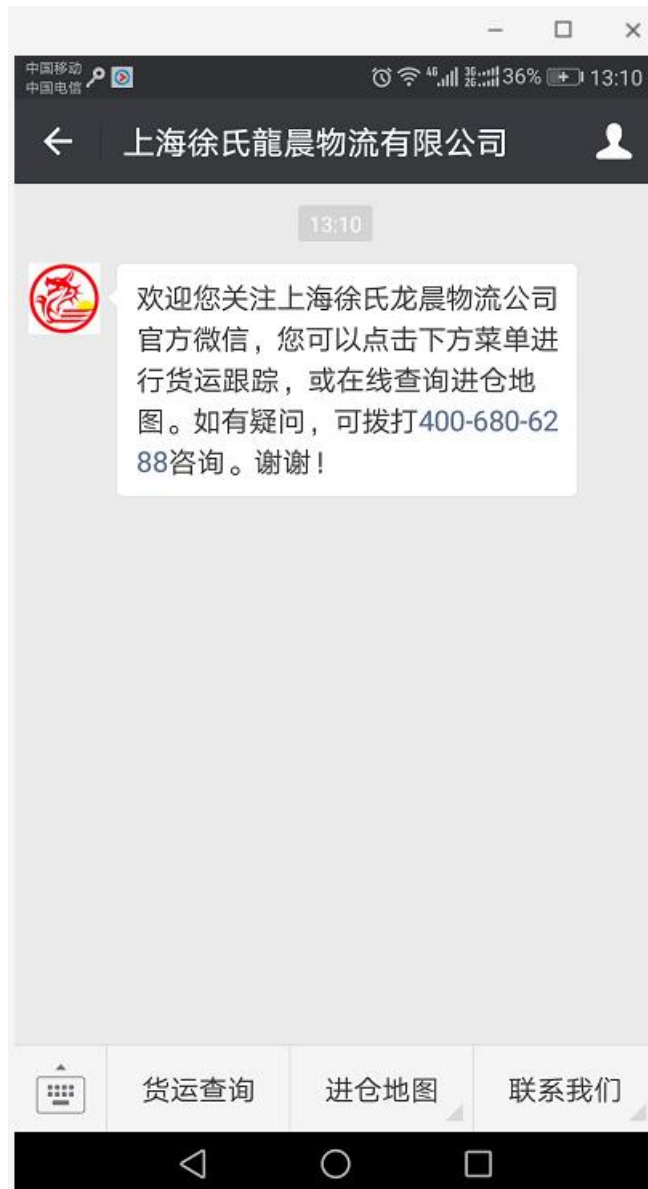 中国移动
中国电信
4G
3G
2G
36%
13:10
上海徐氏龍晨物流有限公司
13:10
欢迎您关注上海徐氏龙晨物流公司
官方微信，您可以点击下方菜单进
行货运跟踪，或在线查询进仓地
图。如有疑问，可拨打400-680-62
88咨询。谢谢！
货运查询
进仓地图
联系我们